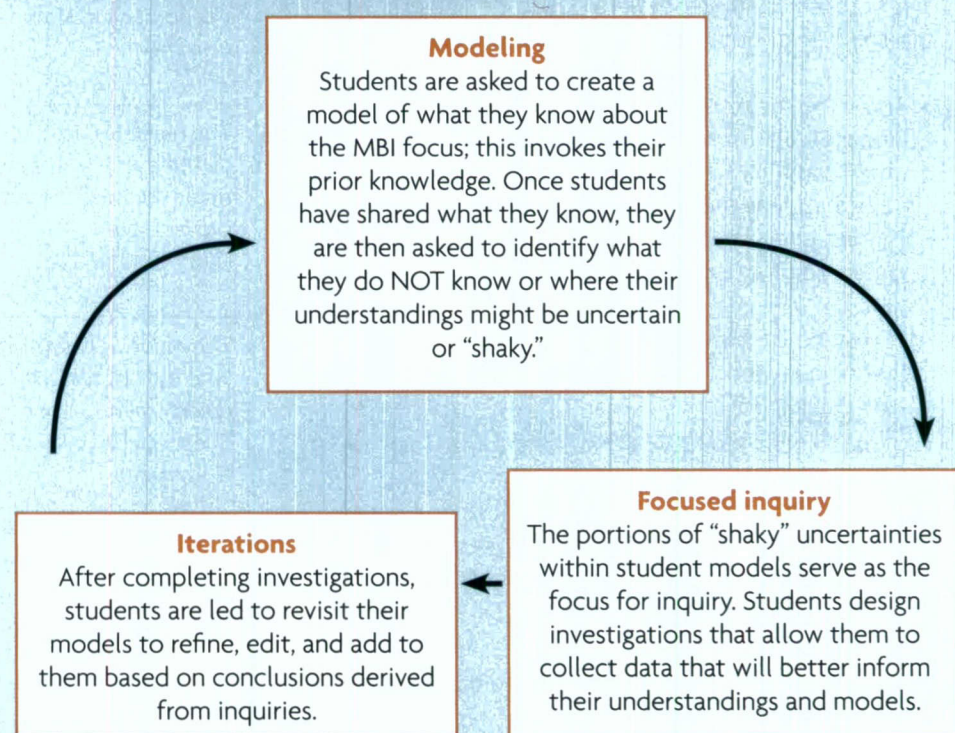 Modeling
Students are asked to create a
model of what they know about
the MBI focus; this invokes their
prior knowledge. Once students
have shared what they know, they
are then asked to identify what
they do NOT know or where their
understandings might be uncertain
or “shaky.”
Focused inquiry
The portions of “shaky” uncertainties
within student models serve as the
focus for inquiry. Students design
investigations that allow them to
collect data that will better inform
their understandings and models.
Iterations
After completing investigations,
students are led to revisit their
models to refine, edit, and add to
them based on conclusions derived
from inquiries.